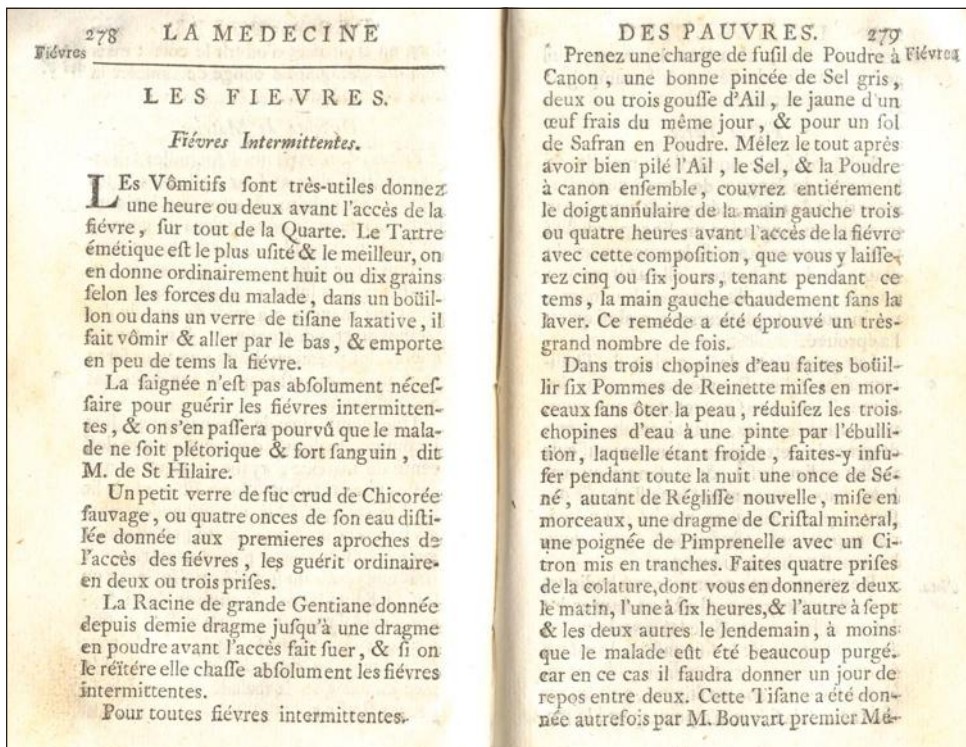 278 LA MEDECINE
Fiévres
LES FIEVRES.
Fiévres Intermittentes.
LEs Vômitifs ſont très-utiles donnez
une heure ou deux avant l'accès de la
fiévre, ſur tout de la Quarte. Le Tartre
émétique eſt le plus uſité & le meilleur, on
en donne ordinairement huit ou dix grains
ſelon les forces du malade, dans un boüil-
lon ou dans un verre de tiſane laxative, il
fait vômir & aller par le bas, & emporte
en peu de tems la fiévre.
La ſaignée n'eſt pas abſolument néceſ-
ſaire pour guérir les fiévres intermitten-
tes, & on s'en paſſera pourvû que le mala-
de ne ſoit plétorique & fort ſanguin, dit
M. de St Hilaire.
Un petit verre de ſuc crud de Chicorée
ſauvage, ou quatre onces de ſon eau diſti-
lée donnée aux premieres aproches de
l'accès des fiévres, les guérit ordinaire-
en deux ou trois priſes.
La Racine de grande Gentiane donnée
depuis demie dragme juſqu'à une dragme
en poudre avant l'accès fait ſuer, & ſi on
le réïtére elle chaſſe abſolument les fiévres
intermittentes.
Pour toutes fiévres intermittentes.
DES PAUVRES. 279
Prenez une charge de fuſil de Poudre à Fiévres
Canon, une bonne pincée de Sel gris,
deux ou trois gouſſe d'Ail, le jaune d'un
œuf frais du même jour, & pour un ſol
de Safran en Poudre. Mêlez le tout après
avoir bien pilé l'Ail, le Sel, & la Poudre
à canon enſemble, couvrez entiérement
le doigt annulaire de la main gauche trois
ou quatre heures avant l'accès de la fiévre
avec cette compoſition, que vous y laiſſe-
rez cinq ou ſix jours, tenant pendant ce
tems, la main gauche chaudement ſans la
laver. Ce reméde a été éprouvé un très-
grand nombre de fois.
Dans trois chopines d'eau faites boüil-
lir ſix Pommes de Reinette miſes en mor-
ceaux ſans ôter la peau, réduiſez les trois
chopines d'eau à une pinte par l'ébulli-
tion, laquelle étant froide, faites-y infu-
ſer pendant toute la nuit une once de Sé-
né, autant de Régliſſe nouvelle, miſe en
morceaux, une dragme de Criſtal mineral,
une poignée de Pimprenelle avec un Ci-
tron mis en tranches. Faites quatre priſes
de la colature, dont vous en donnerez deux
le matin, l'une à ſix heures, & l'autre à ſept
& les deux autres le lendemain, à moins
que le malade eût été beaucoup purgé.
car en ce cas il faudra donner un jour de
repos entre deux. Cette Tiſane a été don-
née autrefois par M. Bouvart premier Mé-